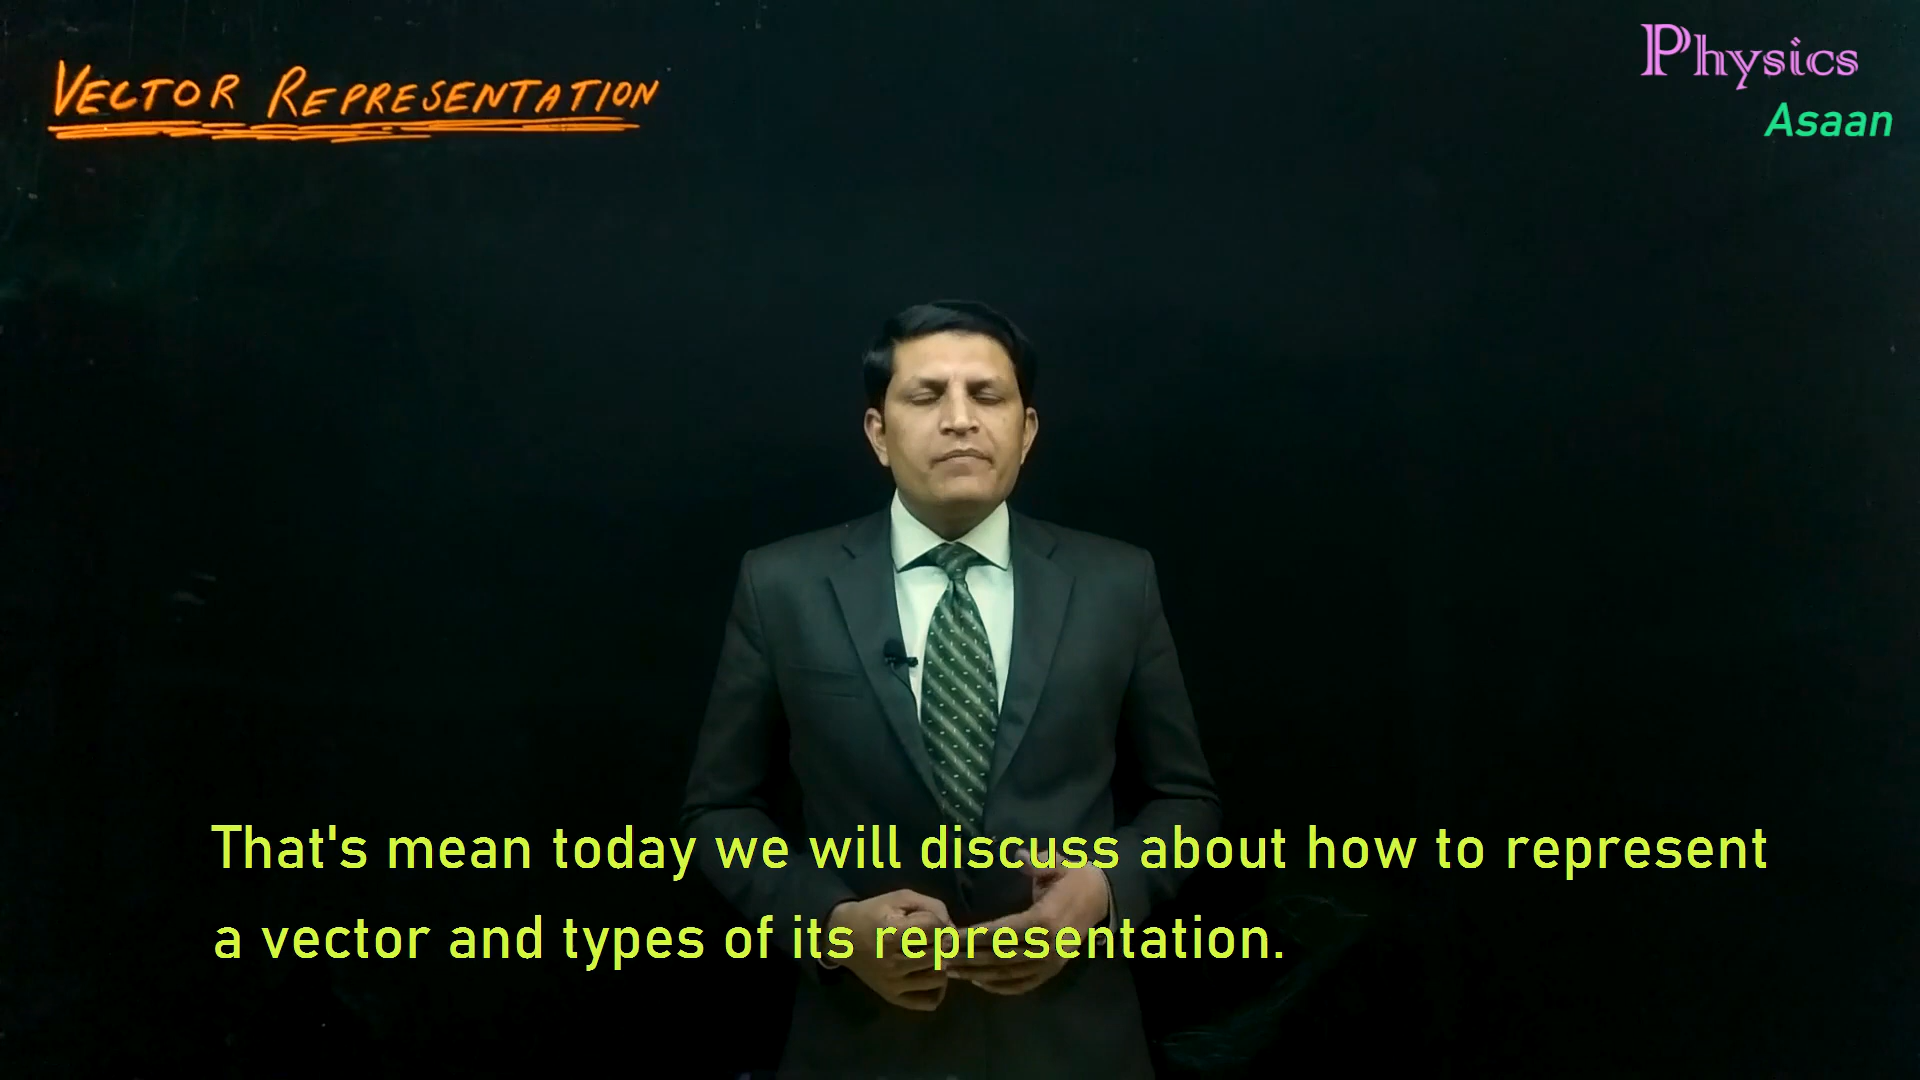 VECTOR REPRESENTATION
Physics
Asaan
That's mean today we will discuss about how to represent
a vector and types of its representation.